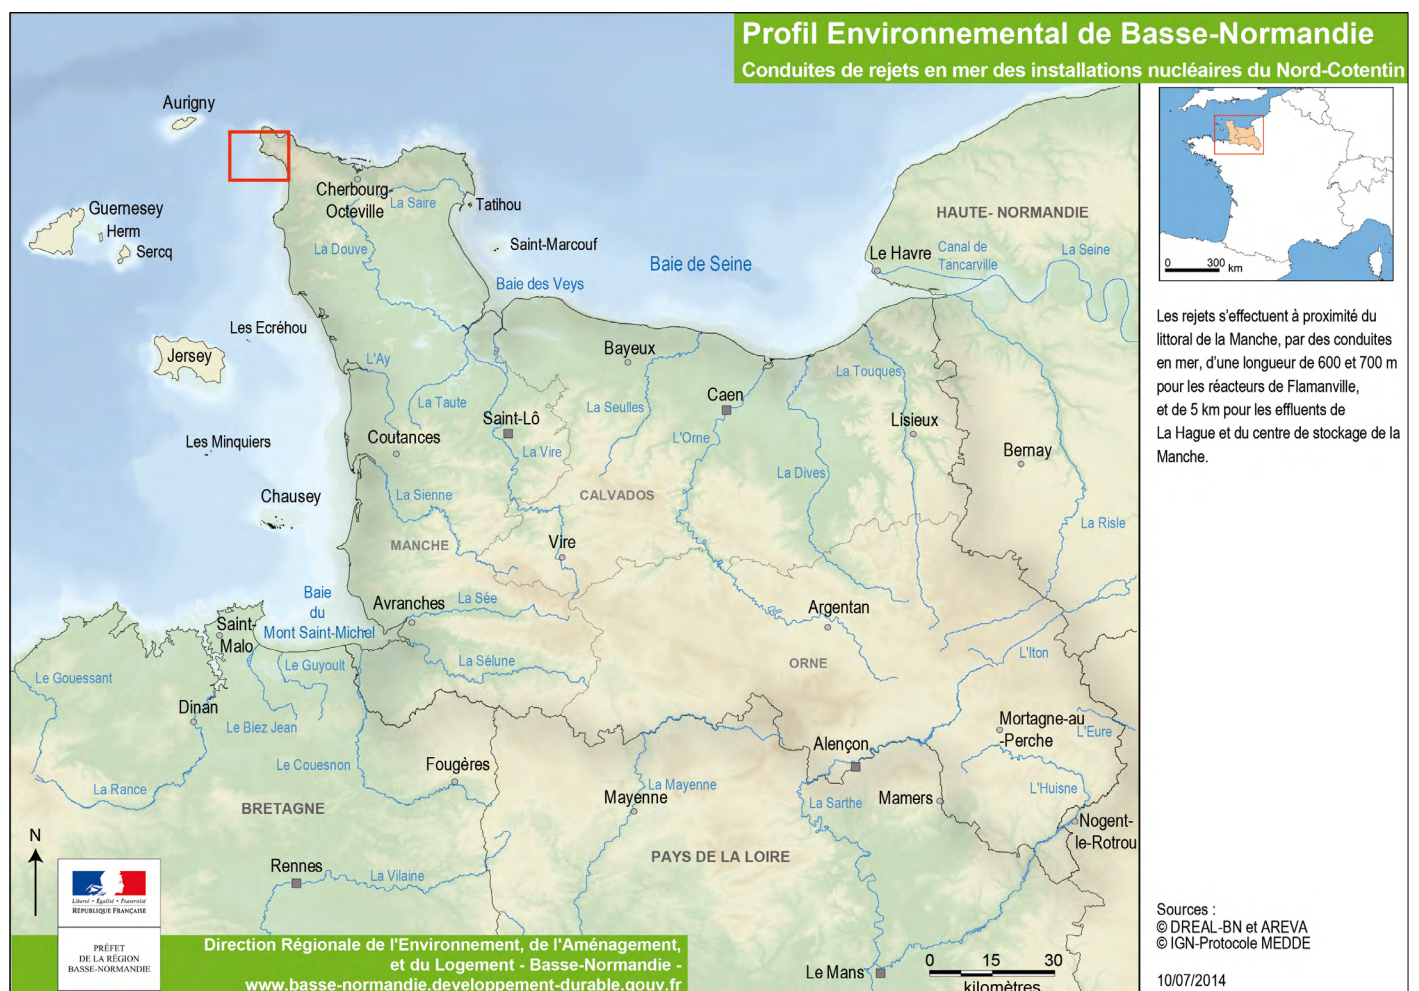 Profil Environnemental de Basse-Normandie
Conduites de rejets en mer des installations nucléaires du Nord-Cotentin
Aurigny
Cherbourg-
Octeville
La Saire
Tatihou
Guernesey
Herm
Sercq
La Douve
Saint-Marcouf
Baie des Veys
Baie de Seine
HAUTE- NORMANDIE
Le Havre
Canal de
Tancarville
La Seine
0 300 km
Les Ecréhou
Jersey
L'Ay
La Taute
Bayeux
La Seulles
Caen
La Touques
Lisieux
Bernay
Les Minquiers
Coutances
Saint-Lô
La Vire
L'Orne
La Dives
Chausey
La Sienne
CALVADOS
MANCHE
Vire
La Risle
Baie
du
Mont Saint-Michel
Avranches
La Sée
Argentan
Saint-
Malo
Le Guyoult
La Sélune
ORNE
L'Iton
Le Gouessant
Dinan
Le Biez Jean
Mortagne-au
-Perche
L'Eure
Le Couesnon
Fougères
Alençon
La Rance
La Mayenne
Mayenne
La Sarthe
Mamers
L'Huisne
BRETAGNE
Nogent-
le-Rotrou
PAYS DE LA LOIRE
Rennes
La Vilaine
Le Mans
0 15 30
kilomètres
N
Les rejets s'effectuent à proximité du
littoral de la Manche, par des conduites
en mer, d'une longueur de 600 et 700 m
pour les réacteurs de Flamanville,
et de 5 km pour les effluents de
La Hague et du centre de stockage de la
Manche.
Sources :
© DREAL-BN et AREVA
© IGN-Protocole MEDDE
10/07/2014
Liberté • Égalité • Fraternité
RÉPUBLIQUE FRANÇAISE
PRÉFET
DE LA RÉGION
BASSE-NORMANDIE
Direction Régionale de l'Environnement, de l'Aménagement,
et du Logement - Basse-Normandie -
www.basse-normandie.developpement-durable.gouv.fr